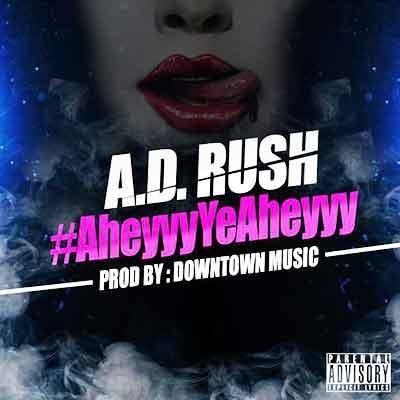 A.D. RUSH
#AheyyyYeAheyyy
PROD BY : DOWNTOWN MUSIC
PARENTAL
ADVISORY
EXPLICIT LYRICS